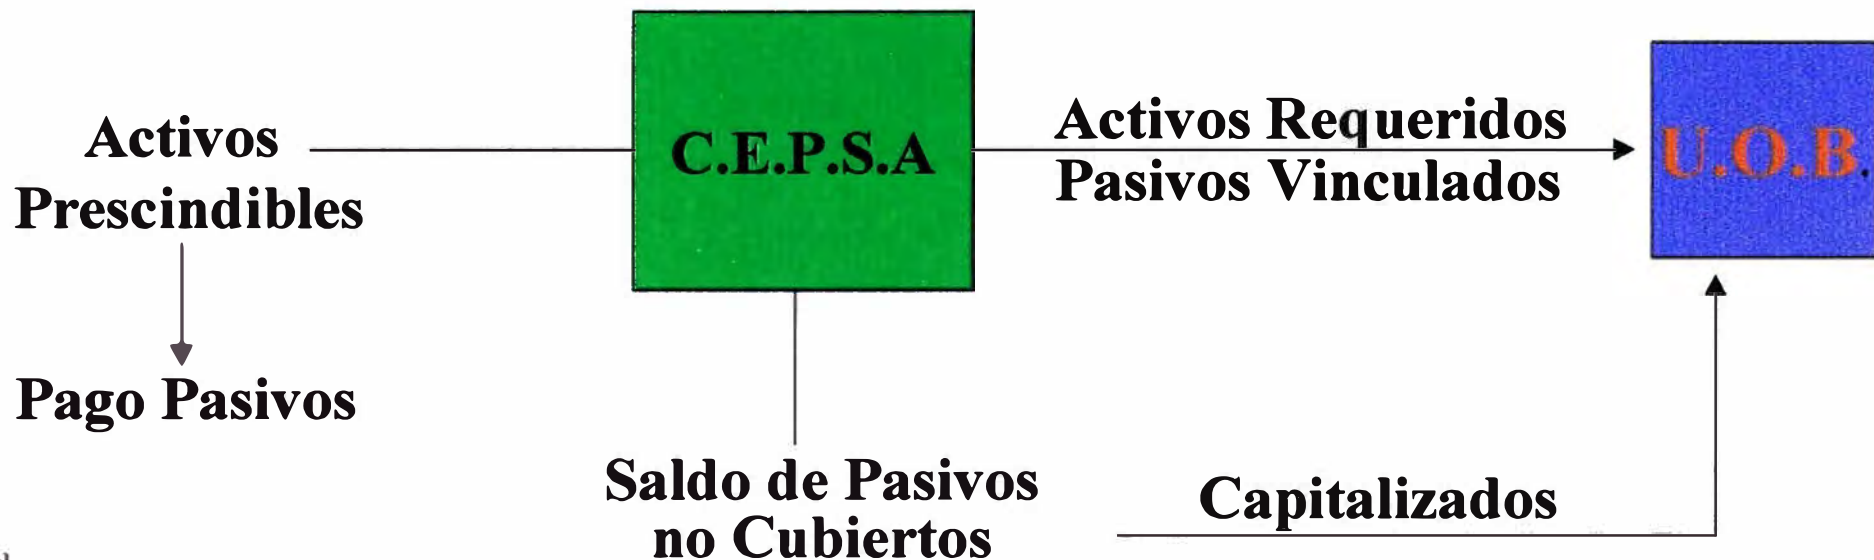 Activos
Prescindibles
Pago Pasivos
C.E.P.S.A
Activos Requeridos
Pasivos Vinculados
U.O.B.
Saldo de Pasivos
no Cubiertos
Capitalizados